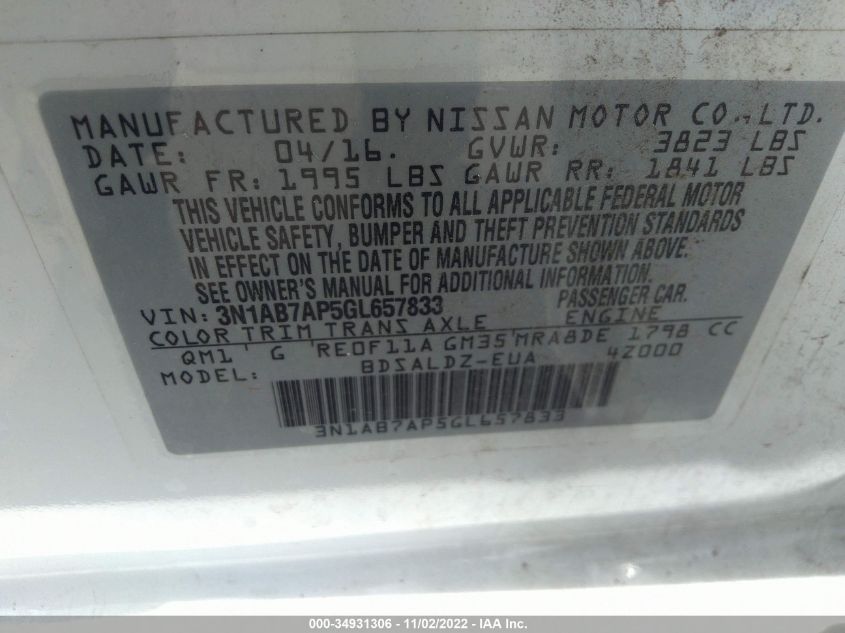 MANUFACTURED BY NISSAN MOTOR CO.,LTD.
DATE: 04/16. GVWR: 3823 LBS
GAWR FR: 1995 LBS GAWR RR: 1841 LBS
THIS VEHICLE CONFORMS TO ALL APPLICABLE FEDERAL MOTOR
VEHICLE SAFETY, BUMPER AND THEFT PREVENTION STANDARDS
IN EFFECT ON THE DATE OF MANUFACTURE SHOWN ABOVE.
SEE OWNER'S MANUAL FOR ADDITIONAL INFORMATION.
VIN: 3N1AB7AP5GL657833 PASSENGER CAR.
COLOR TRIM TRANS AXLE ENGINE
QM1 G RE0F11A GM35 MRA8DE 1798 CC
MODEL: BDSALDZ-EUA 4Z000
3N1AB7AP5GL657833
000-34931306 - 11/02/2022 - IAA Inc.